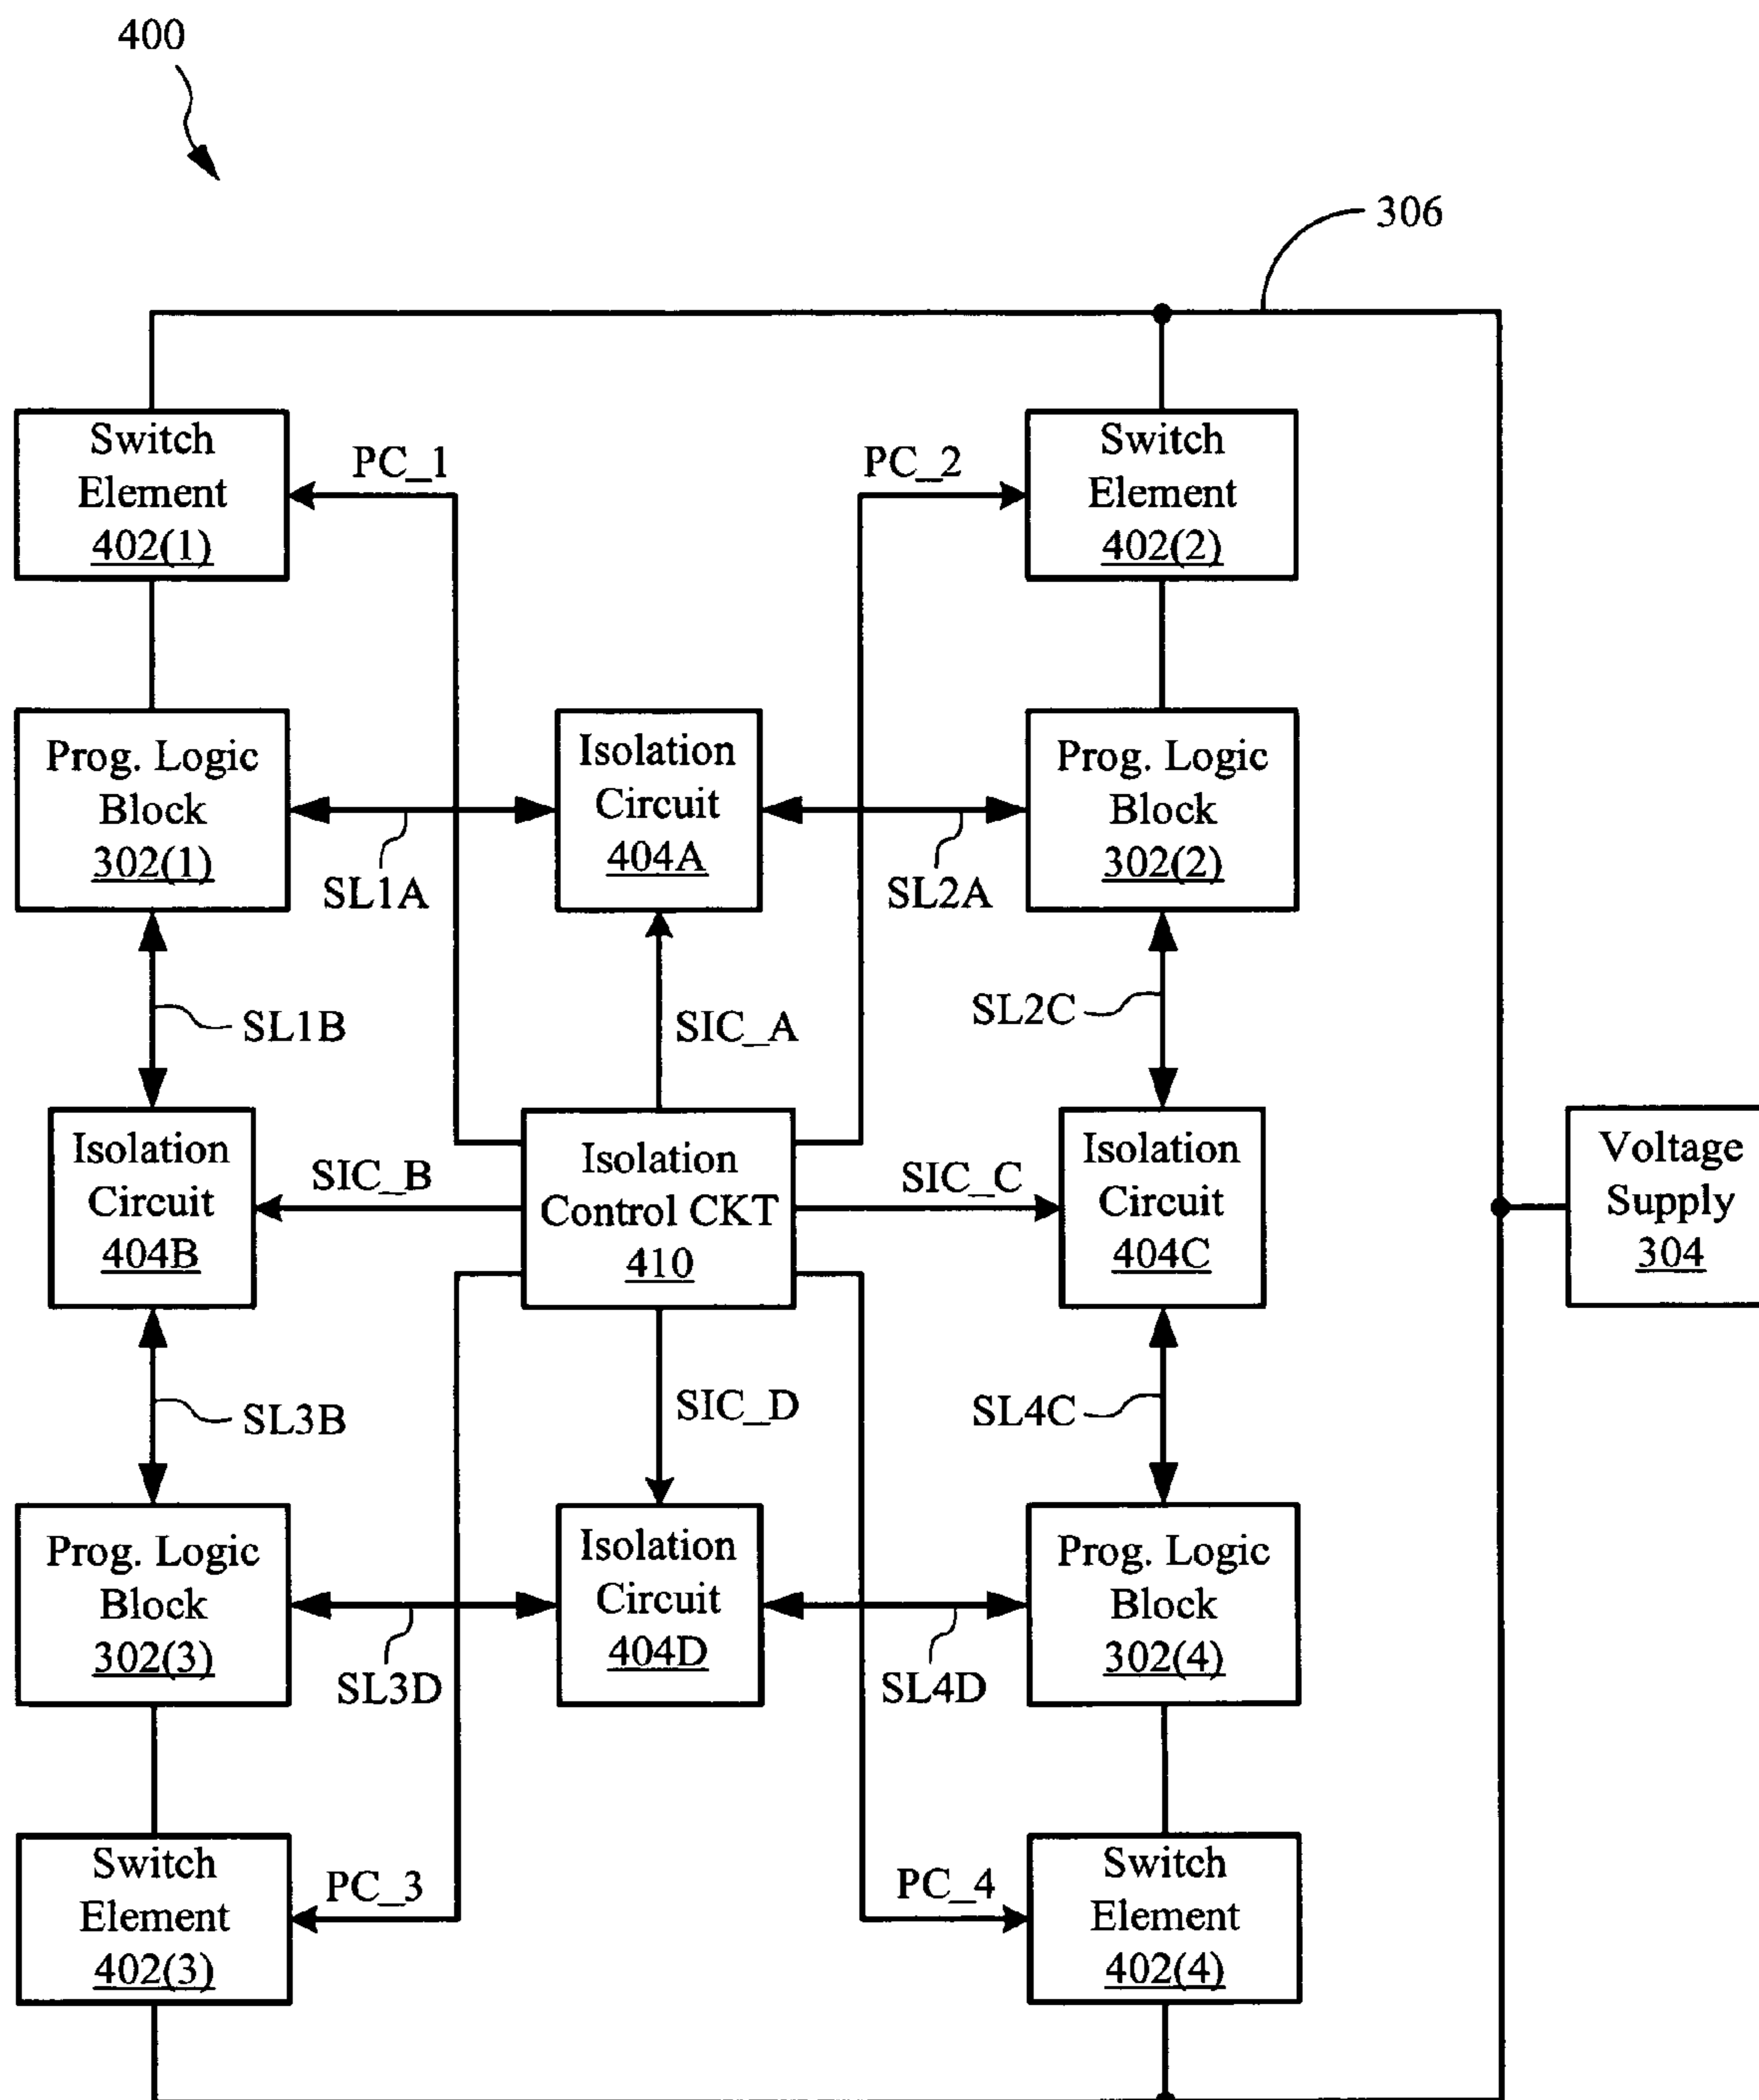 400
306
Switch
Element
402(1)
PC_1
PC_2
Switch
Element
402(2)
Prog. Logic
Block
302(1)
SL1A
Isolation
Circuit
404A
SL2A
Prog. Logic
Block
302(2)
SL1B
SIC_A
SL2C
Isolation
Circuit
404B
SIC_B
Isolation
Control CKT
410
SIC_C
Isolation
Circuit
404C
Voltage
Supply
304
SL3B
SIC_D
SL4C
Prog. Logic
Block
302(3)
SL3D
Isolation
Circuit
404D
SL4D
Prog. Logic
Block
302(4)
Switch
Element
402(3)
PC_3
PC_4
Switch
Element
402(4)